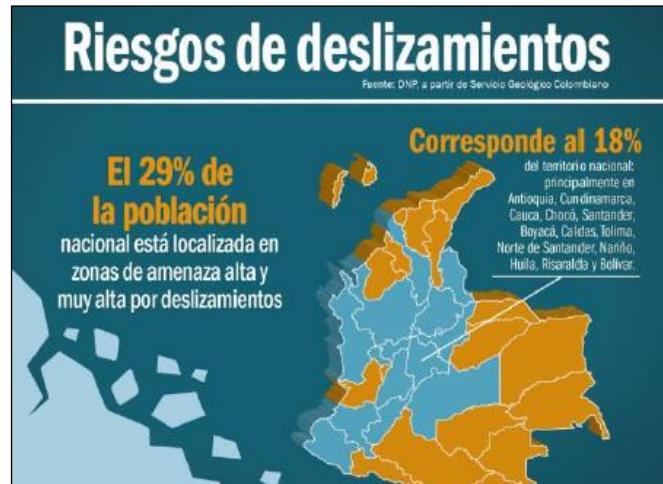 Riesgos de deslizamientos
Fuente: DNP, a partir de Servicio Geológico Colombiano
El 29% de
la población
nacional está localizada en
zonas de amenaza alta y
muy alta por deslizamientos
Corresponde al 18%
del territorio nacional:
principalmente en
Antioquia, Cundinamarca,
Cauca, Chocó, Santander,
Boyacá, Caldas, Tolima,
Norte de Santander, Nariño,
Huila, Risaralda y Bolívar.